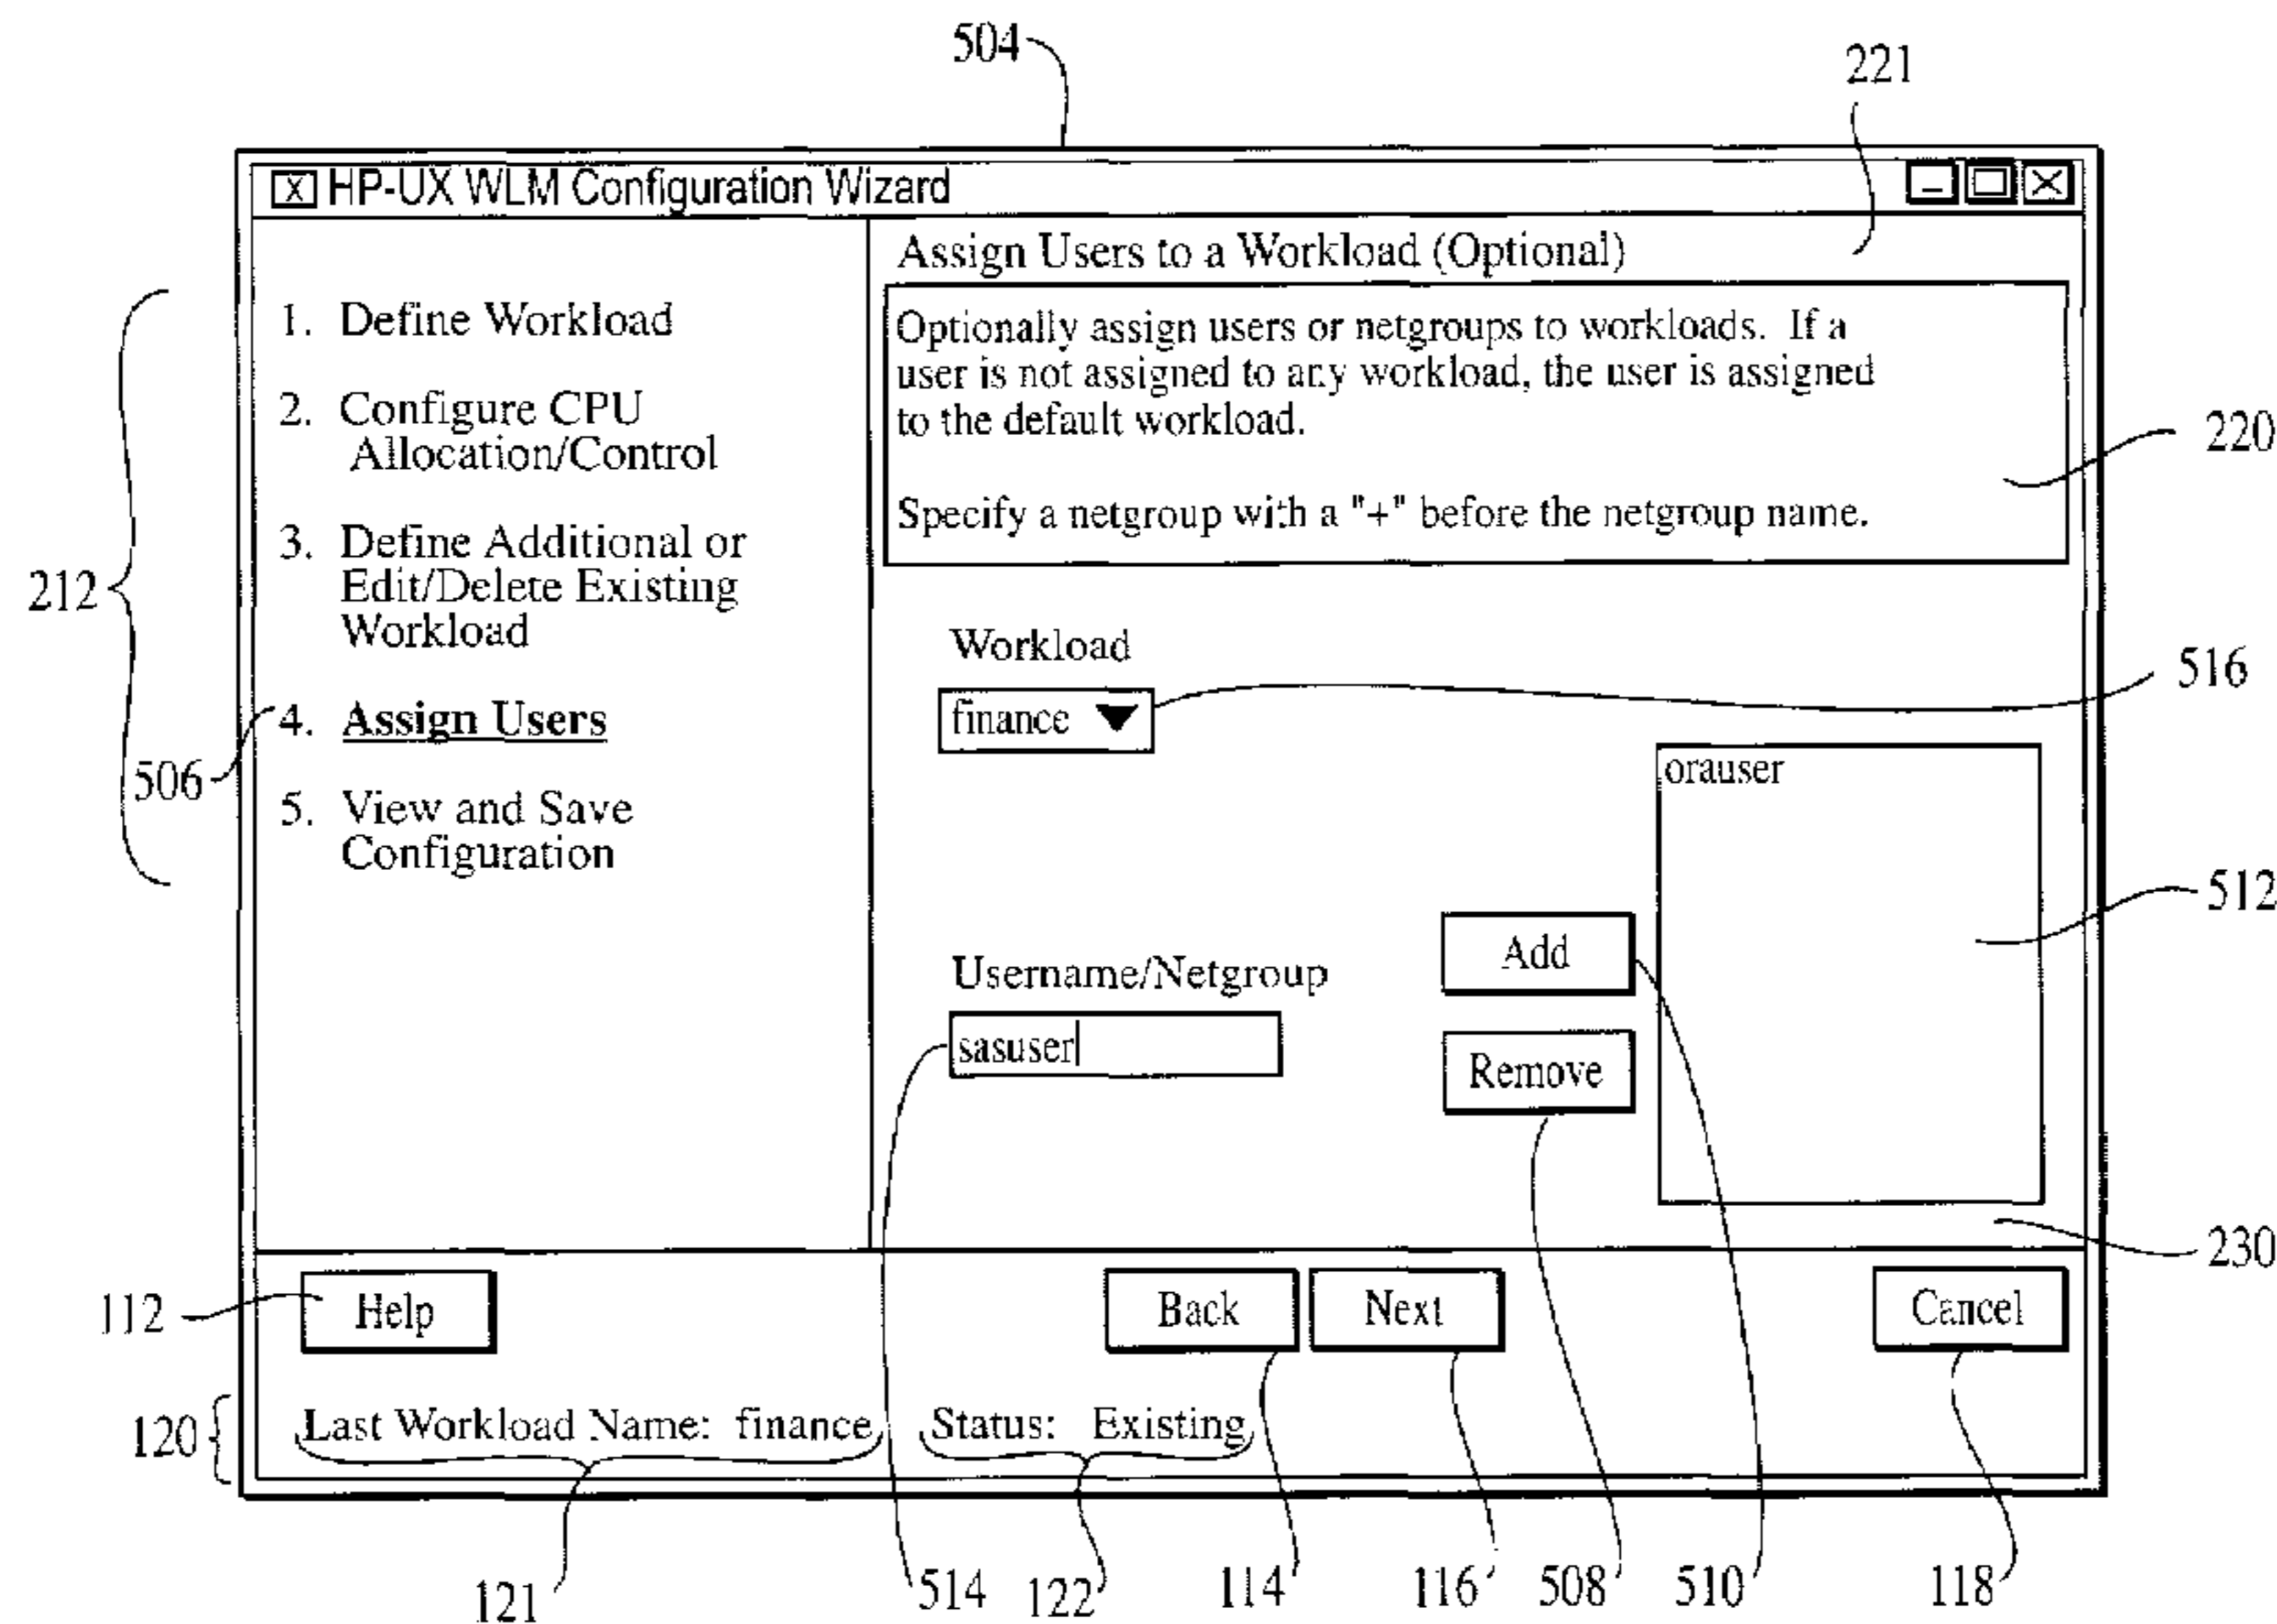 504
221
X HP-UX WLM Configuration Wizard
1. Define Workload
2. Configure CPU
Allocation/Control
3. Define Additional or
Edit/Delete Existing
Workload
4. Assign Users
5. View and Save
Configuration
212
506
Assign Users to a Workload (Optional)
Optionally assign users or netgroups to workloads. If a
user is not assigned to any workload, the user is assigned
to the default workload.
Specify a netgroup with a "+" before the netgroup name.
220
Workload
finance
516
orauser
512
Add
Username/Netgroup
sasuser
Remove
230
112
Help
Back
Next
Cancel
120
Last Workload Name: finance
Status: Existing
121
514
122
114
116
508
510
118